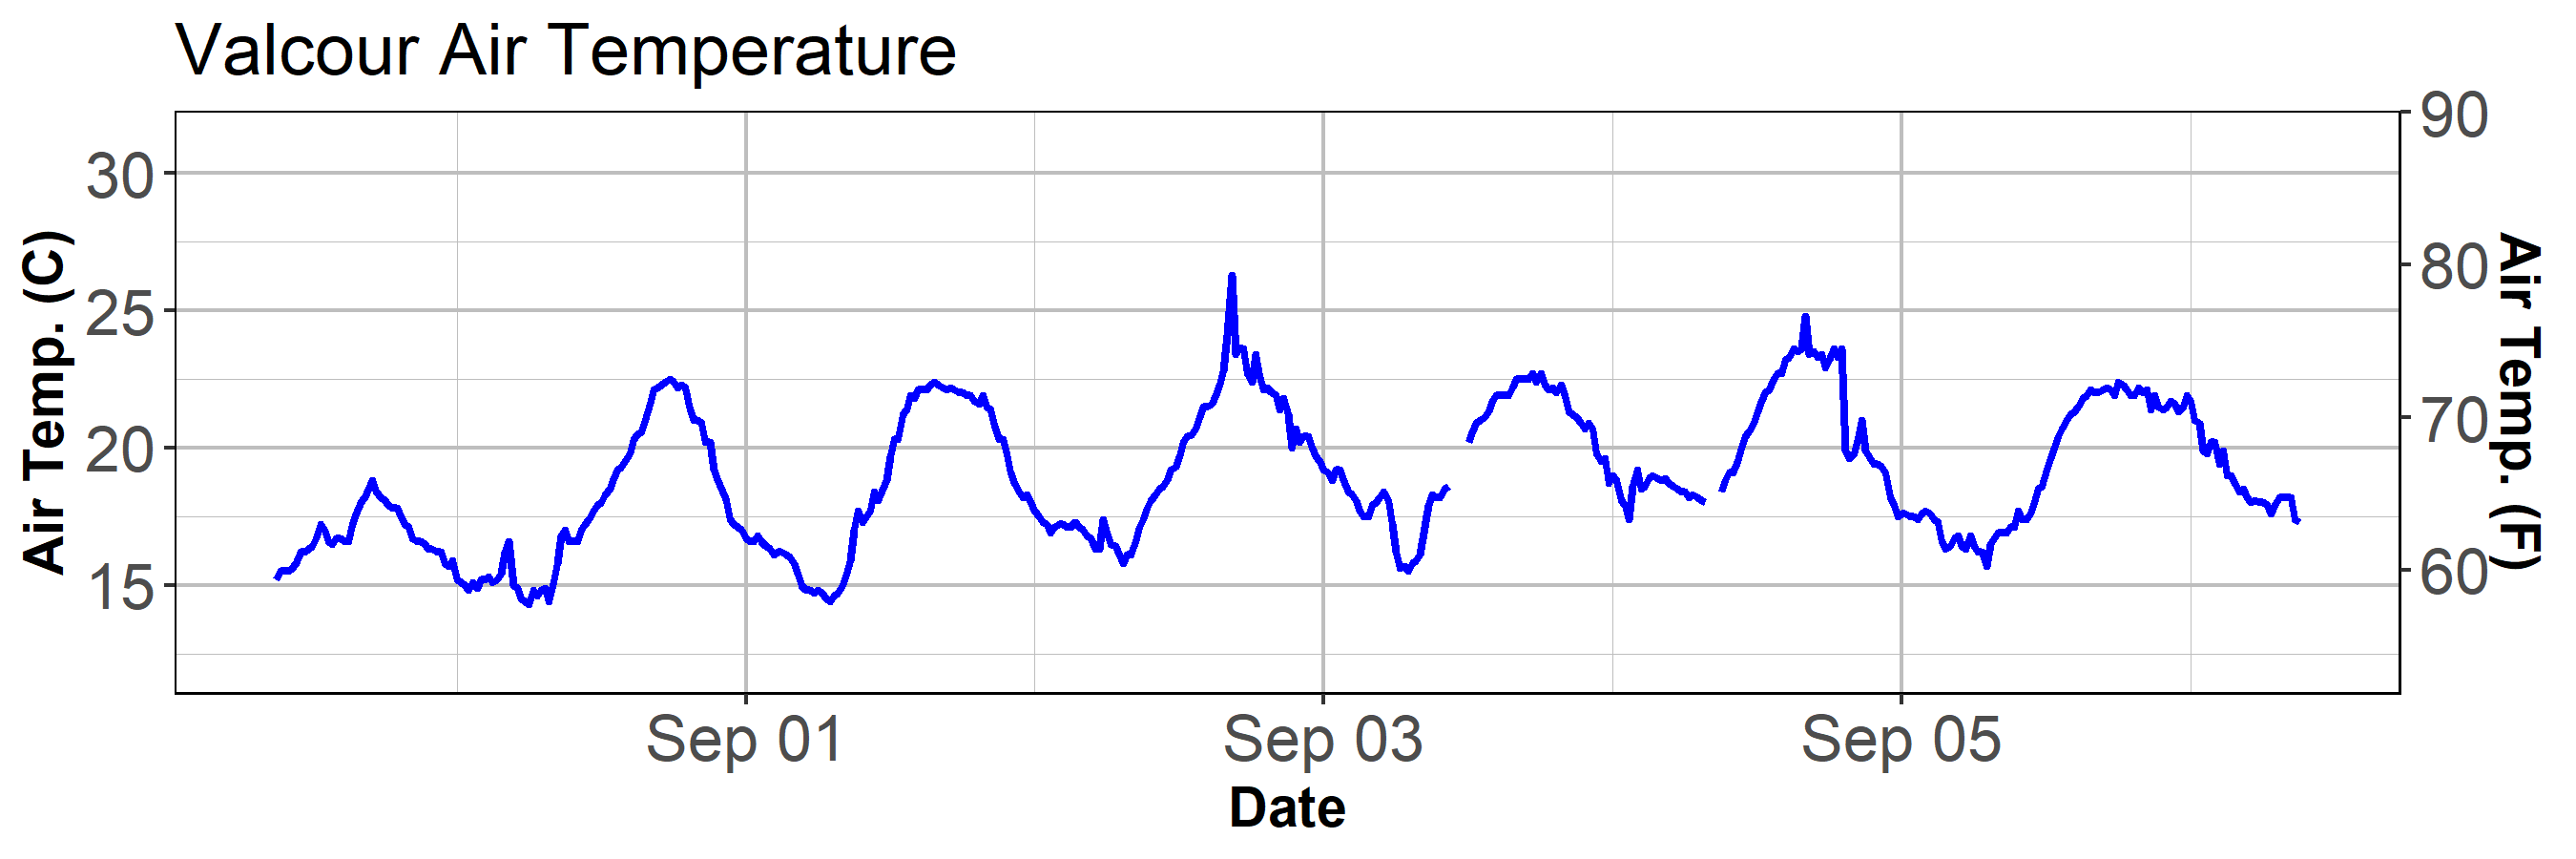 Valcour Air Temperature
Air Temp. (C)
30
25
20
15
90
80
70
60
Air Temp. (F)
Sep 01
Sep 03
Sep 05
Date